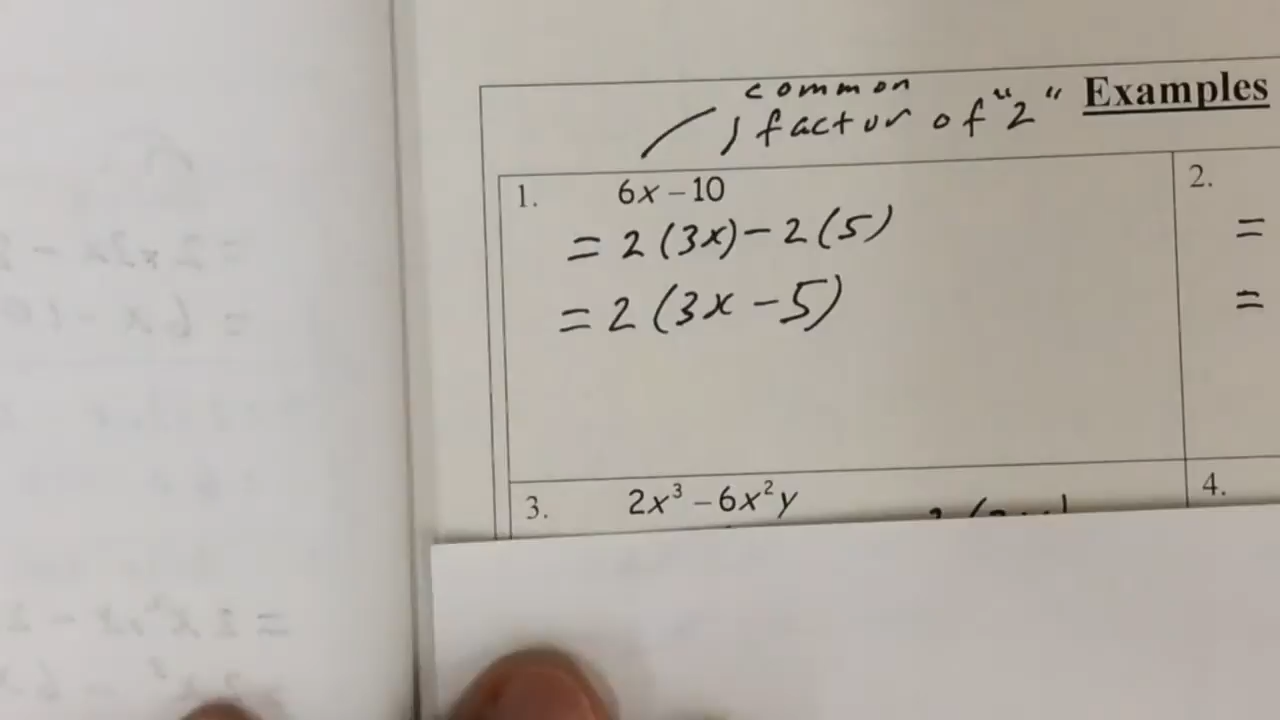 common
factor of "2" Examples
1. 6x - 10
= 2 (3x) - 2 (5)
= 2 (3x - 5)
2.
=
=
3. 2x³ - 6x²y
4.